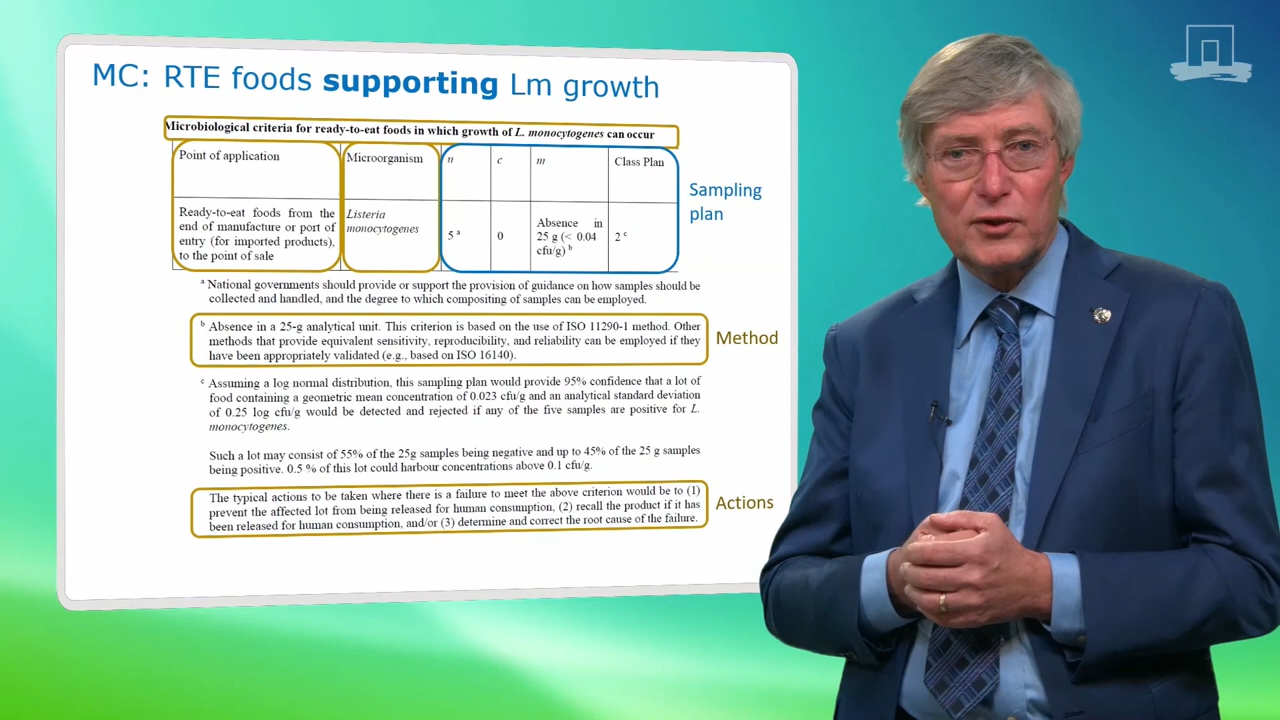 MC: RTE foods supporting Lm growth
Microbiological criteria for ready-to-eat foods in which growth of L. monocytogenes can occur
Point of application
Microorganism
n
c
m
Class Plan
Ready-to-eat foods from the
end of manufacture or port of
entry (for imported products),
to the point of sale
Listeria
monocytogenes
5 a
0
Absence in
25 g (< 0.04
cfu/g) b
2 c
Sampling
plan
a National governments should provide or support the provision of guidance on how samples should be
collected and handled, and the degree to which compositing of samples can be employed.
b Absence in a 25-g analytical unit. This criterion is based on the use of ISO 11290-1 method. Other
methods that provide equivalent sensitivity, reproducibility, and reliability can be employed if they
have been appropriately validated (e.g., based on ISO 16140).
Method
c Assuming a log normal distribution, this sampling plan would provide 95% confidence that a lot of
food containing a geometric mean concentration of 0.023 cfu/g and an analytical standard deviation
of 0.25 log cfu/g would be detected and rejected if any of the five samples are positive for L.
monocytogenes.
Such a lot may consist of 55% of the 25g samples being negative and up to 45% of the 25 g samples
being positive. 0.5 % of this lot could harbour concentrations above 0.1 cfu/g.
The typical actions to be taken where there is a failure to meet the above criterion would be to (1)
prevent the affected lot from being released for human consumption, (2) recall the product if it has
been released for human consumption, and/or (3) determine and correct the root cause of the failure.
Actions